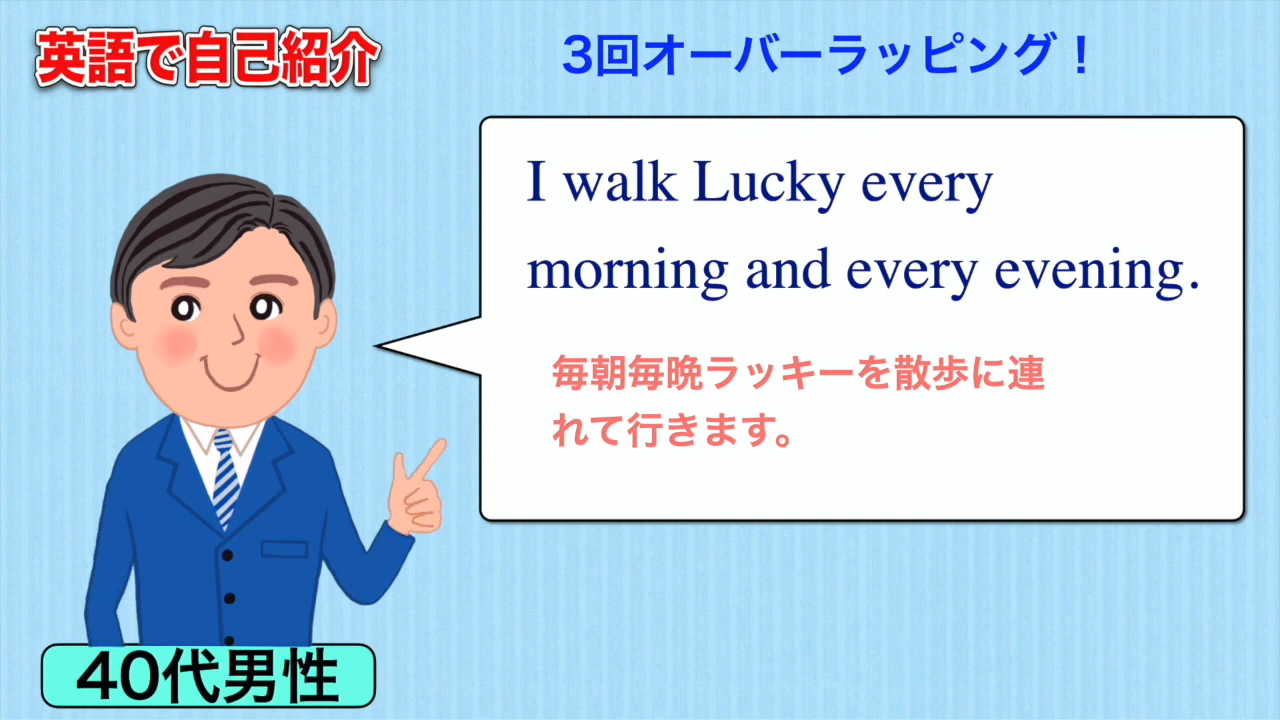 英語で自己紹介
3回オーバーラッピング！
I walk Lucky every
morning and every evening.
毎朝毎晩ラッキーを散歩に連
れて行きます。
40代男性